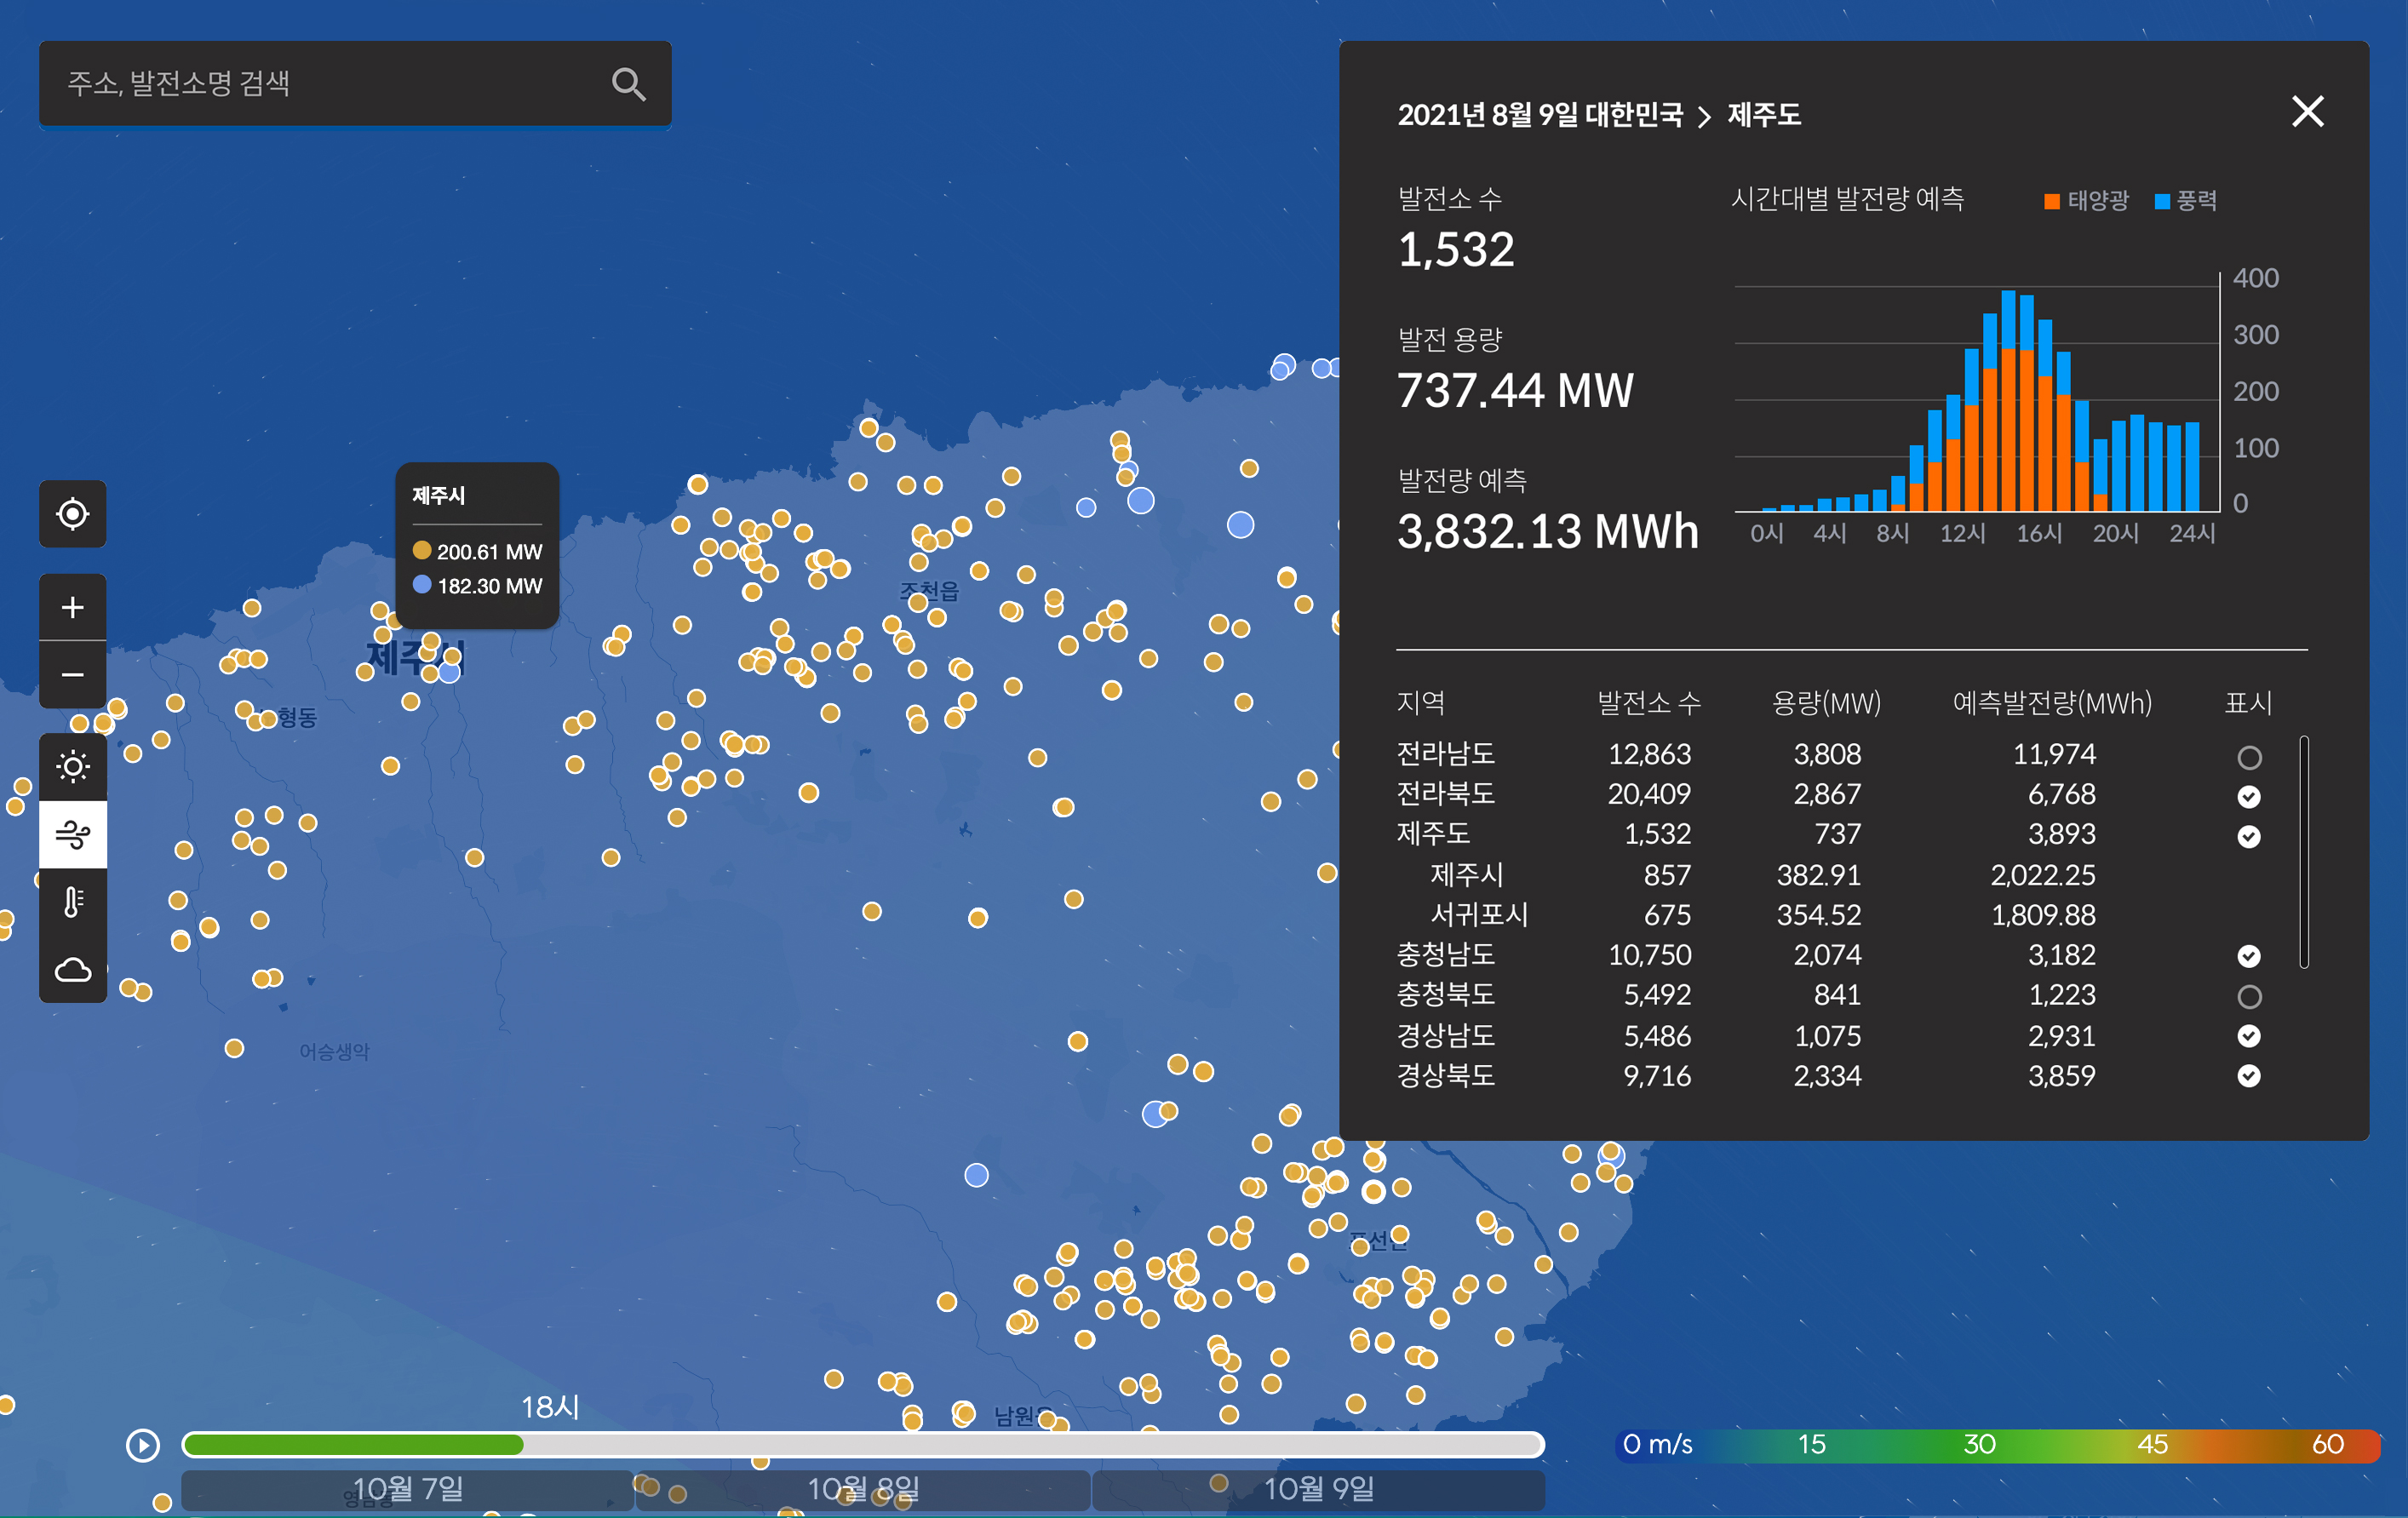 주소, 발전소명 검색
2021년 8월 9일 대한민국 > 제주도
발전소 수
1,532
발전 용량
737.44 MW
발전량 예측
3,832.13 MWh
시간대별 발전량 예측
태양광 풍력
400
300
200
100
0
0시 4시 8시 12시 16시 20시 24시
지역 발전소 수 용량(MW) 예측발전량(MWh) 표시
전라남도 12,863 3,808 11,974
전라북도 20,409 2,867 6,768
제주도 1,532 737 3,893
제주시 857 382.91 2,022.25
서귀포시 675 354.52 1,809.88
충청남도 10,750 2,074 3,182
충청북도 5,492 841 1,223
경상남도 5,486 1,075 2,931
경상북도 9,716 2,334 3,859
제주시
200.61 MW
182.30 MW
조천읍
제주시
형동
어승생악
표선면
남원읍
18시
10월 7일 10월 8일 10월 9일
0 m/s 15 30 45 60